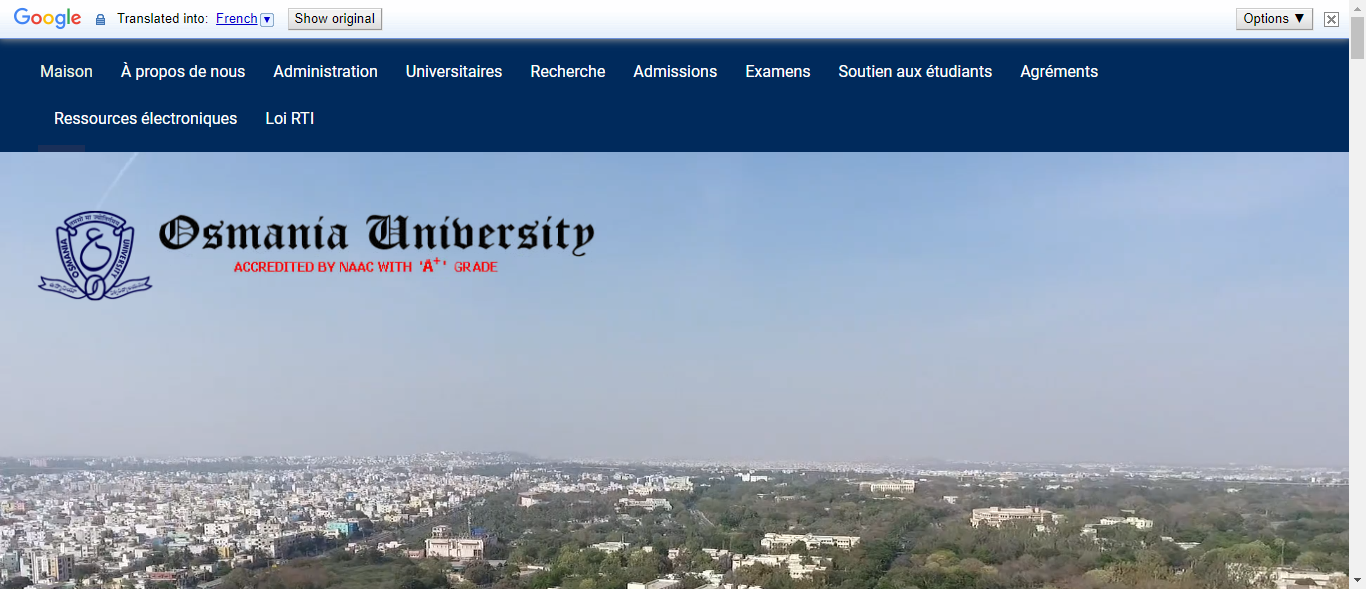 Google Translated into: French ▼ Show original Options ▼
Maison À propos de nous Administration Universitaires Recherche Admissions Examens Soutien aux étudiants Agréments
Ressources électroniques Loi RTI
Osmania University
ACCREDITED BY NAAC WITH 'A+' GRADE
OSMANIA UNIVERSITY